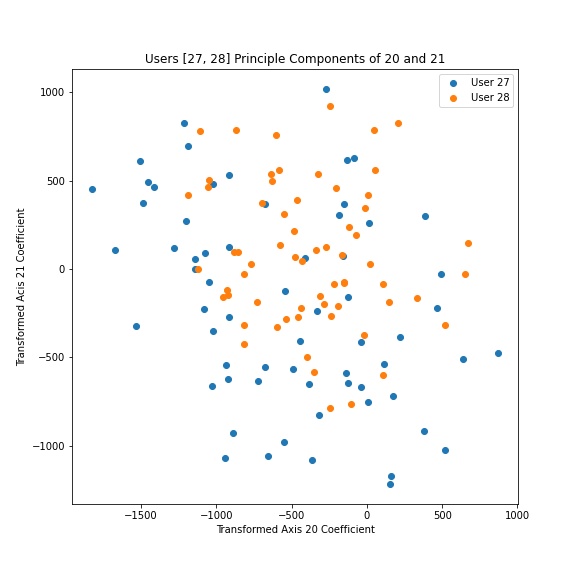 Users [27, 28] Principle Components of 20 and 21
User 27
User 28
Transformed Acis 21 Coefficient
1000
500
0
−500
−1000
−1500
−1000
−500
0
500
1000
Transformed Axis 20 Coefficient